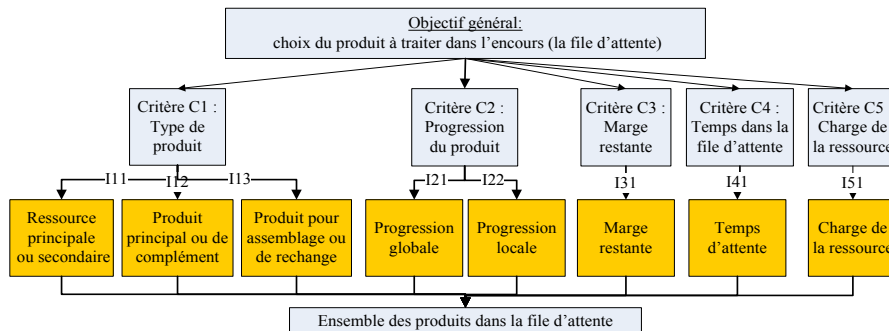 Objectif général:
choix du produit à traiter dans l'encours (la file d'attente)
Critère C1 :
Type de
produit
Critère C2 :
Progression
du produit
Critère C3 :
Marge
restante
Critère C4 :
Temps dans la
file d'attente
Critère C5
Charge de
la ressource
I11
I12
I13
I21
I22
I31
I41
I51
Ressource
principale
ou secondaire
Produit
principal ou de
complément
Produit pour
assemblage ou
de rechange
Progression
globale
Progression
locale
Marge
restante
Temps
d'attente
Charge de
la ressource
Ensemble des produits dans la file d'attente